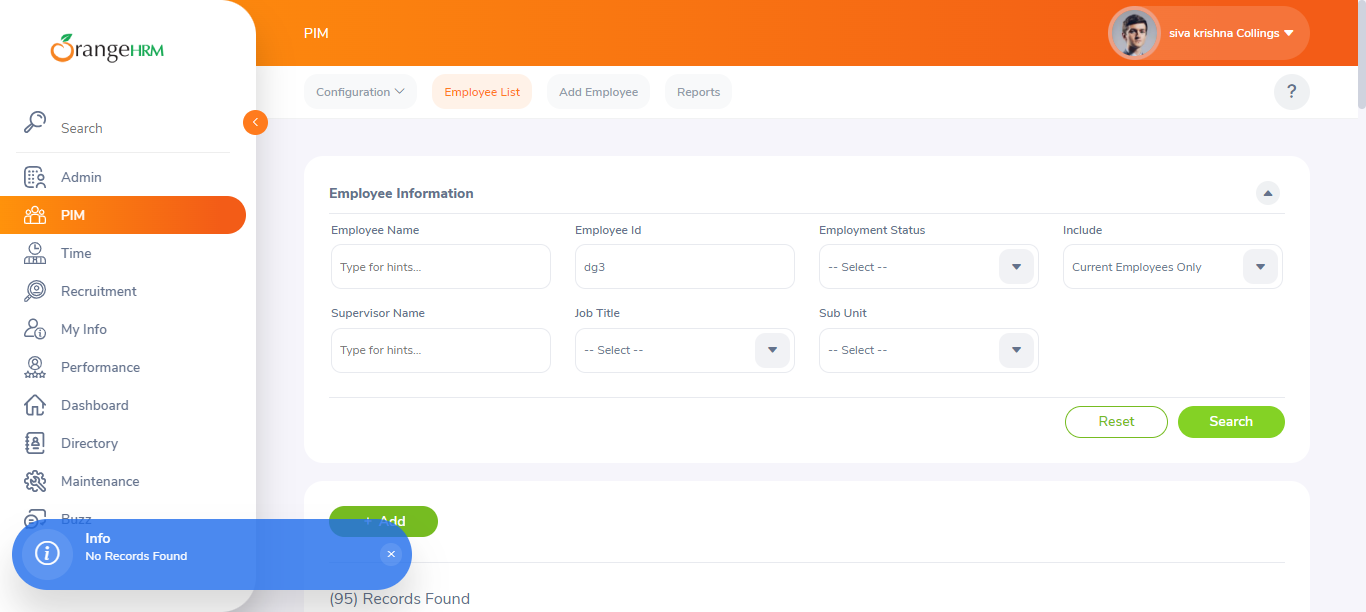 OrangeHRM
PIM
siva krishna Collings
Configuration
Employee List
Add Employee
Reports
?
Search
Admin
PIM
Time
Recruitment
My Info
Performance
Dashboard
Directory
Maintenance
Buzz
Employee Information
Employee Name
Employee Id
Employment Status
Include
Type for hints...
dg3
-- Select --
Current Employees Only
Supervisor Name
Job Title
Sub Unit
Type for hints...
-- Select --
-- Select --
Reset
Search
+ Add
Info
No Records Found
×
(95) Records Found